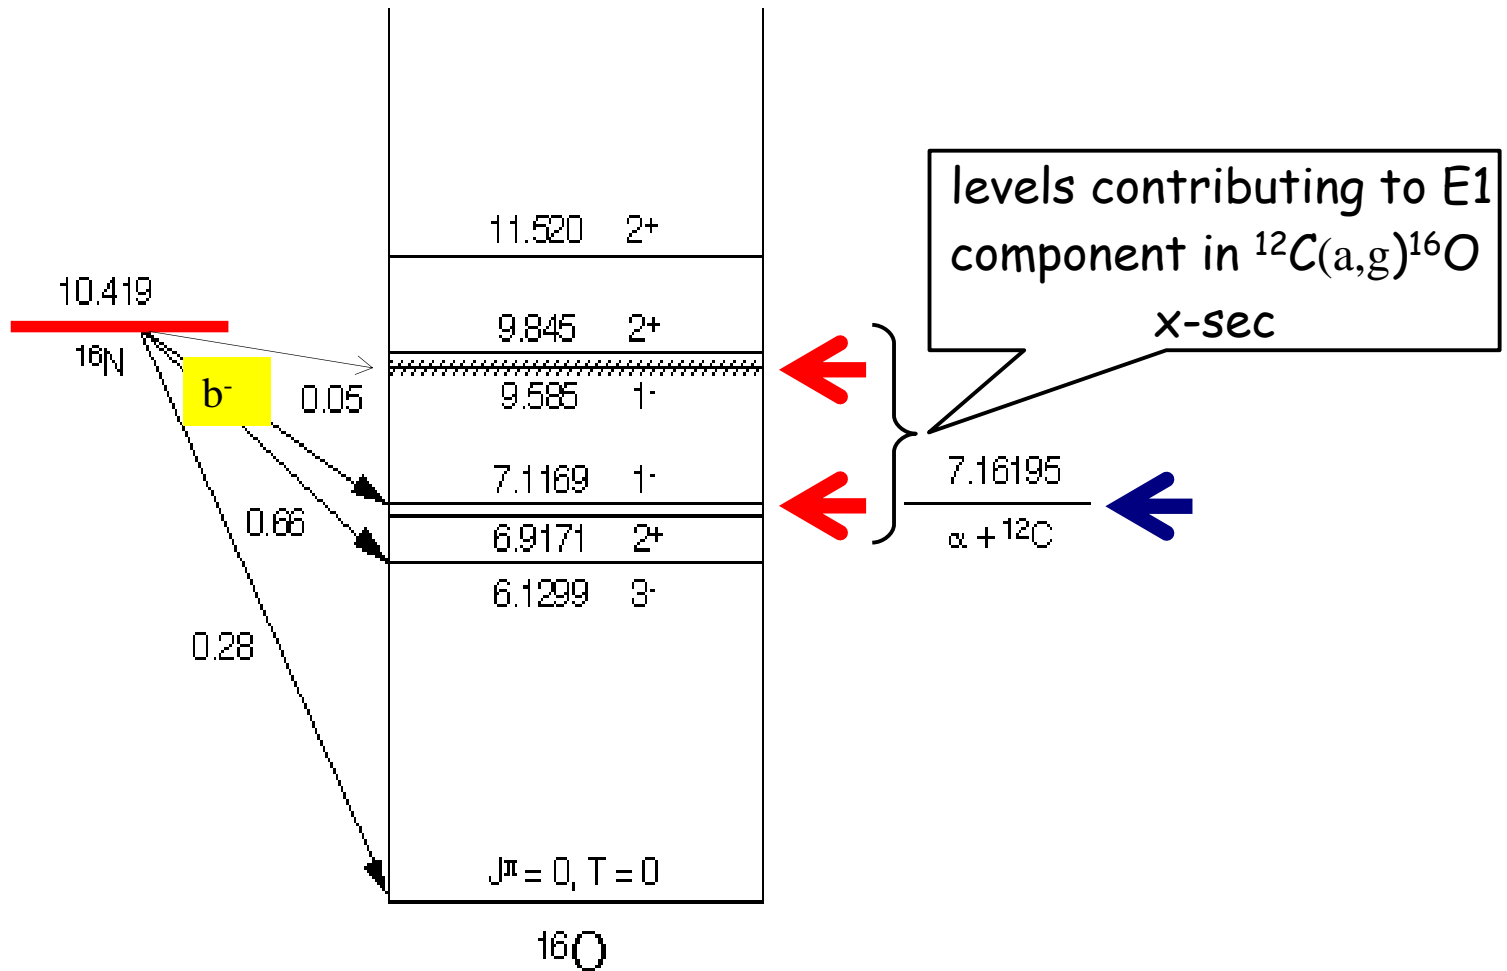 levels contributing to E1
component in ¹²C(a,g)¹⁶O
x-sec
11.520 2⁺
10.419
¹⁶N
9.845 2⁺
b⁻
0.05
9.585 1⁻
7.1169 1⁻
7.16195
0.66
6.9171 2⁺
α + ¹²C
6.1299 3⁻
0.28
Jᵖⁱ = 0, T = 0
¹⁶O